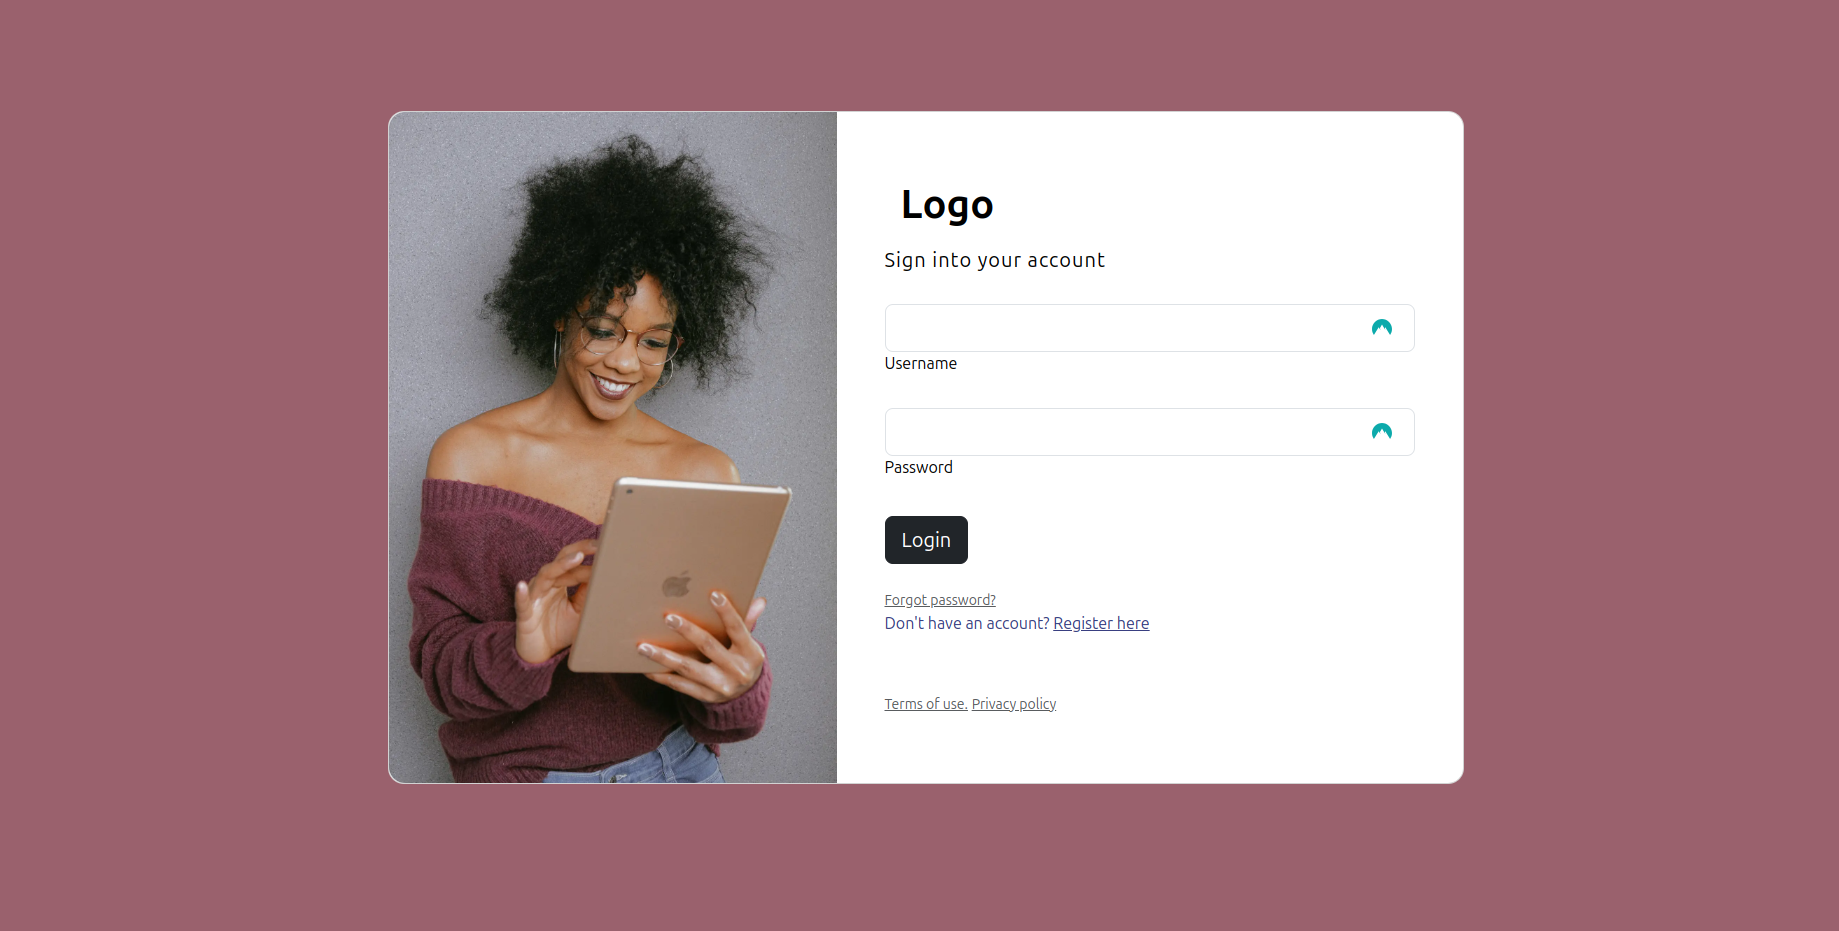 Logo
Sign into your account
Username
Password
Login
Forgot password?
Don't have an account? Register here
Terms of use. Privacy policy